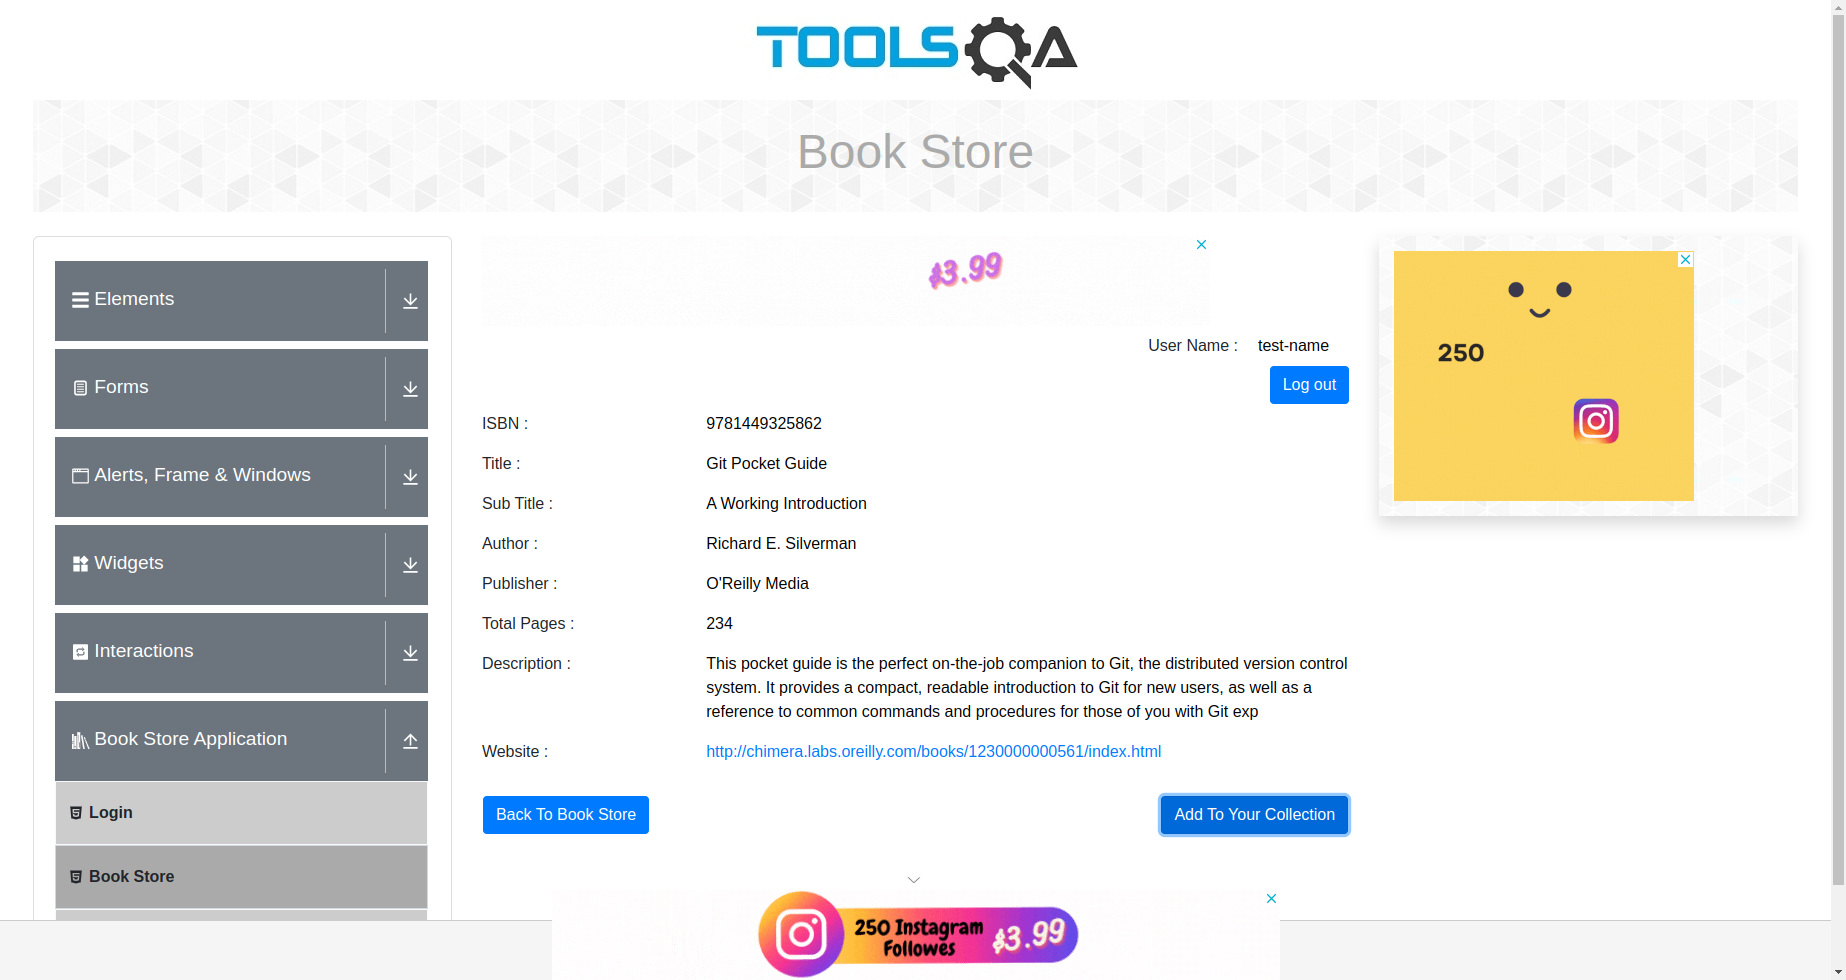 TOOLSQA
Book Store
Elements
Forms
Alerts, Frame & Windows
Widgets
Interactions
Book Store Application
Login
Book Store
$3.99
User Name : test-name
Log out
ISBN : 9781449325862
Title : Git Pocket Guide
Sub Title : A Working Introduction
Author : Richard E. Silverman
Publisher : O'Reilly Media
Total Pages : 234
Description : This pocket guide is the perfect on-the-job companion to Git, the distributed version control
system. It provides a compact, readable introduction to Git for new users, as well as a
reference to common commands and procedures for those of you with Git exp
Website : http://chimera.labs.oreilly.com/books/1230000000561/index.html
Back To Book Store Add To Your Collection
250
250 Instagram
Followes
$3.99